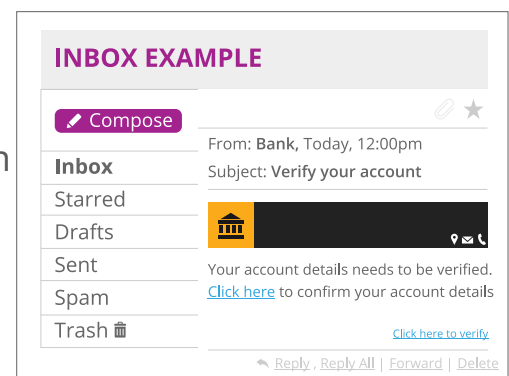 INBOX EXAMPLE
Compose
n
Inbox
Starred
Drafts
Sent
Spam
Trash
From: Bank, Today, 12:00pm
Subject: Verify your account
Your account details needs to be verified.
Click here to confirm your account details
Click here to verify
Reply , Reply All | Forward | Delete